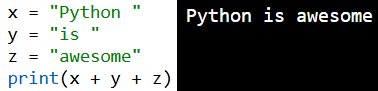 x = "Python "
y = "is "
z = "awesome"
print(x + y + z)
Python is awesome